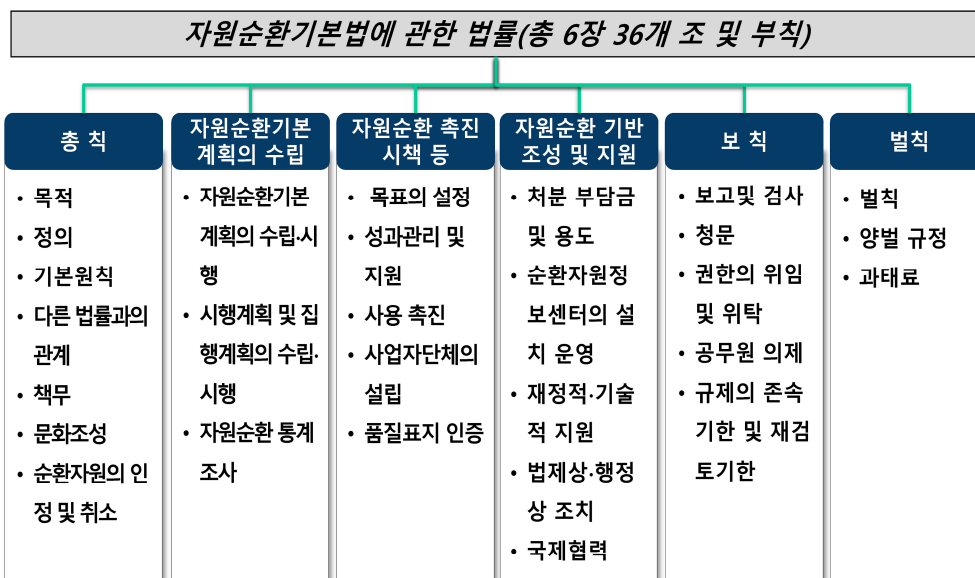 자원순환기본법에 관한 법률(총 6장 36개 조 및 부칙)
총 칙
• 목적
• 정의
• 기본원칙
• 다른 법률과의
관계
• 책무
• 문화조성
• 순환자원의 인
정 및 취소
자원순환기본
계획의 수립
• 자원순환기본
계획의 수립·시
행
• 시행계획 및 집
행계획의 수립·
시행
• 자원순환 통계
조사
자원순환 촉진
시책 등
• 목표의 설정
• 성과관리 및
지원
• 사용 촉진
• 사업자단체의
설립
• 품질표지 인증
자원순환 기반
조성 및 지원
• 처분 부담금
및 용도
• 순환자원정
보센터의 설
치 운영
• 재정적·기술
적 지원
• 법제상·행정
상 조치
• 국제협력
보 칙
• 보고및 검사
• 청문
• 권한의 위임
및 위탁
• 공무원 의제
• 규제의 존속
기한 및 재검
토기한
벌칙
• 벌칙
• 양벌 규정
• 과태료